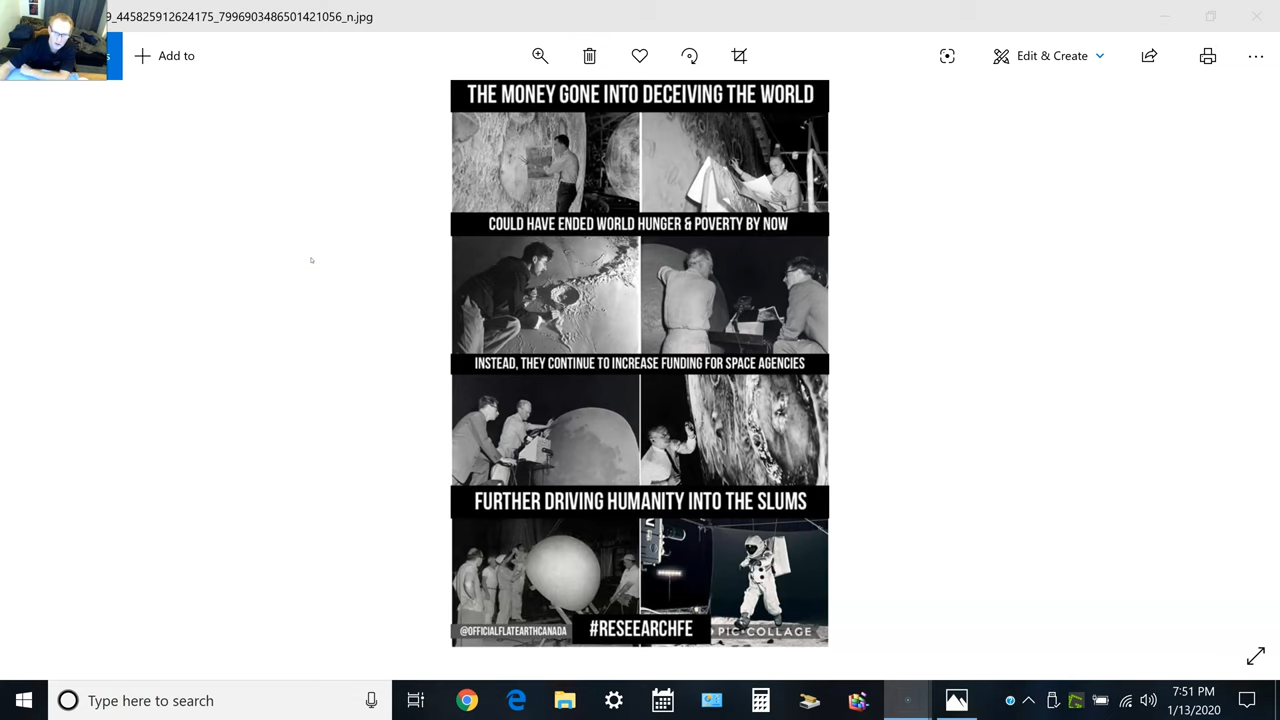 9_445825912624175_7996903486501421056_n.jpg
Add to
Edit & Create
THE MONEY GONE INTO DECEIVING THE WORLD
COULD HAVE ENDED WORLD HUNGER & POVERTY BY NOW
INSTEAD, THEY CONTINUE TO INCREASE FUNDING FOR SPACE AGENCIES
FURTHER DRIVING HUMANITY INTO THE SLUMS
@OFFICIALFLATEARTHCANADA
#RESEEARCHFE
PIC•COLLAGE
Type here to search
7:51 PM
1/13/2020